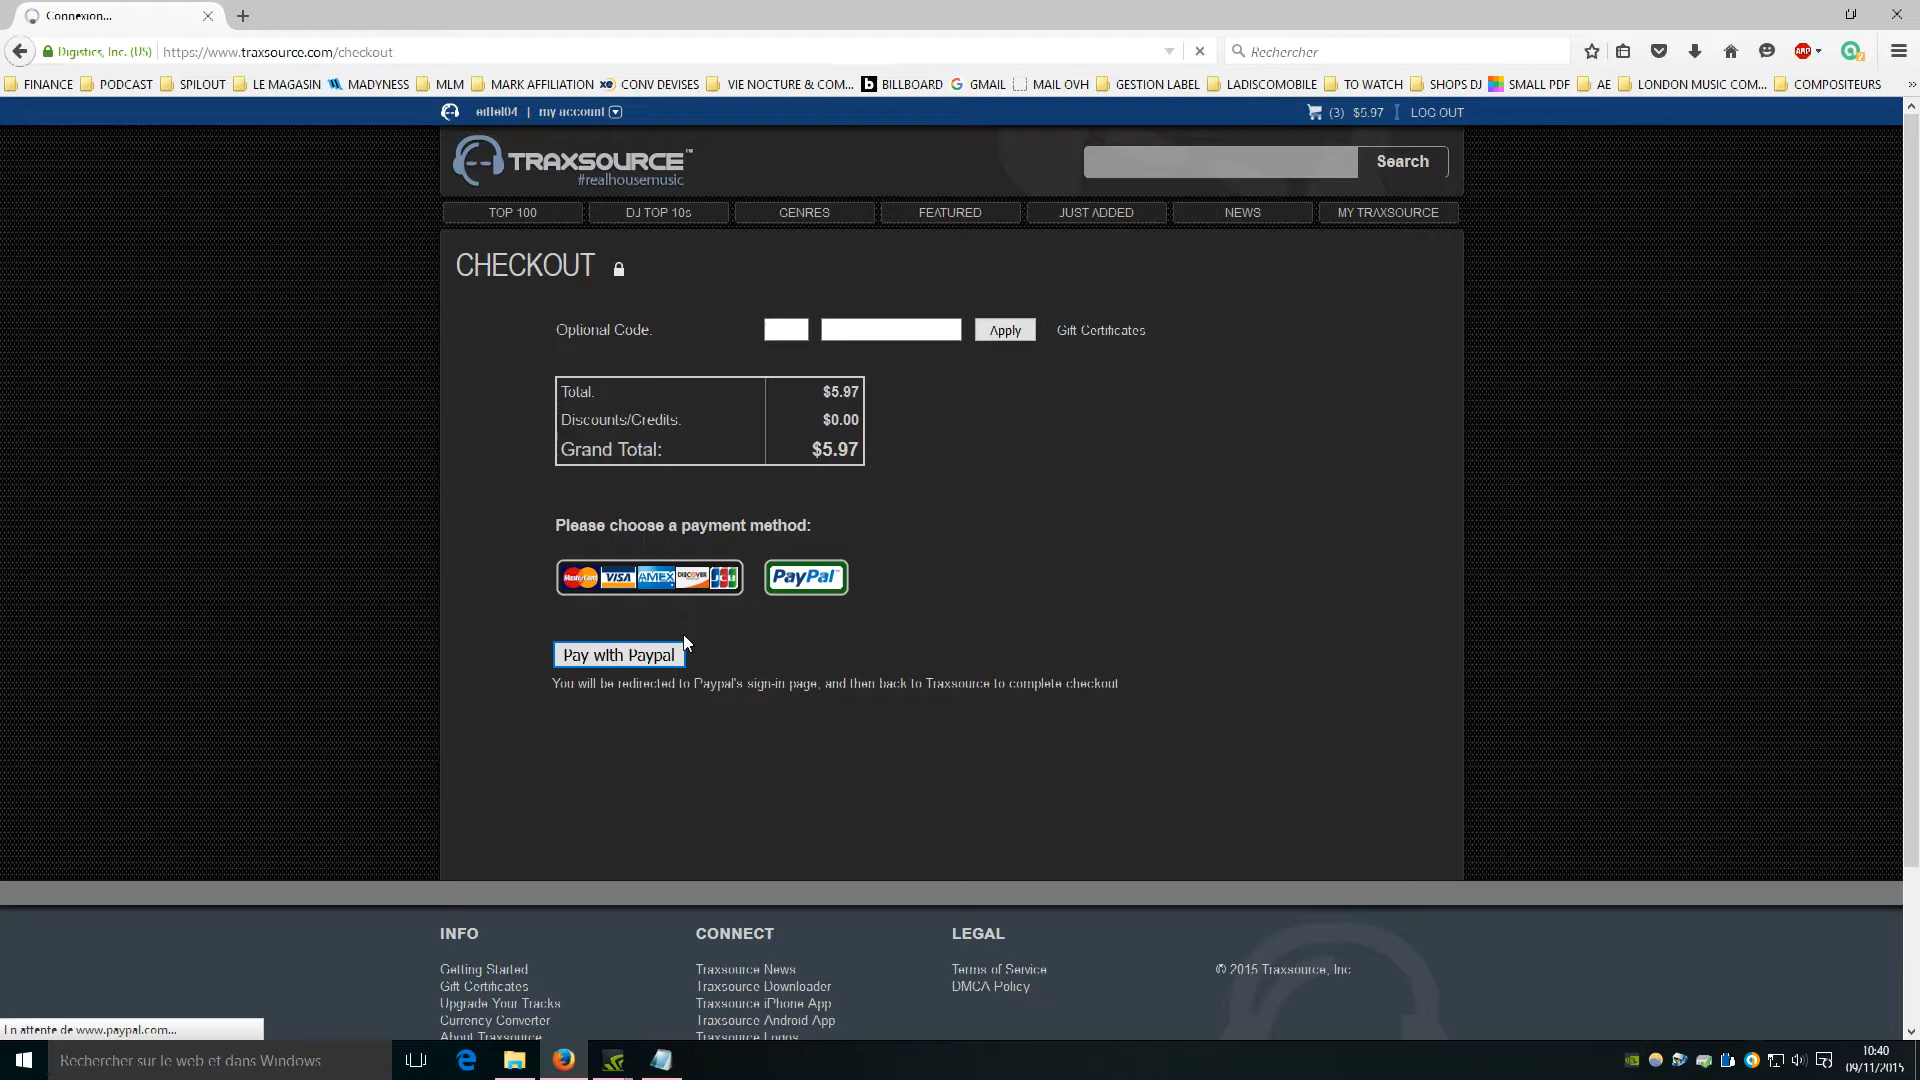 Connexion...
Digistics, Inc. (US) https://www.traxsource.com/checkout Rechercher
FINANCE PODCAST SPILOUT LE MAGASIN MADYNESS MLM MARK AFFILIATION CONV DEVISES VIE NOCTURE & COM... BILLBOARD GMAIL MAIL OVH GESTION LABEL LADISCOMOBILE TO WATCH SHOPS DJ SMALL PDF AE LONDON MUSIC COM... COMPOSITEURS
eiffel04 | my account (3) $5.97 | LOG OUT
TRAXSOURCE™ Search
#realhousemusic
TOP 100 DJ TOP 10s GENRES FEATURED JUST ADDED NEWS MY TRAXSOURCE
CHECKOUT
Optional Code. Apply Gift Certificates
Total. $5.97
Discounts/Credits. $0.00
Grand Total: $5.97
Please choose a payment method:
MasterCard VISA AMEX DISCOVER JCB PayPal
Pay with Paypal
You will be redirected to Paypal's sign-in page, and then back to Traxsource to complete checkout
INFO CONNECT LEGAL
Getting Started Traxsource News Terms of Service © 2015 Traxsource, Inc
Gift Certificates Traxsource Downloader DMCA Policy
Upgrade Your Tracks Traxsource iPhone App
Currency Converter Traxsource Android App
About Traxsource Traxsource Logos
En attente de www.paypal.com...
Rechercher sur le web et dans Windows
10:40
09/11/2015